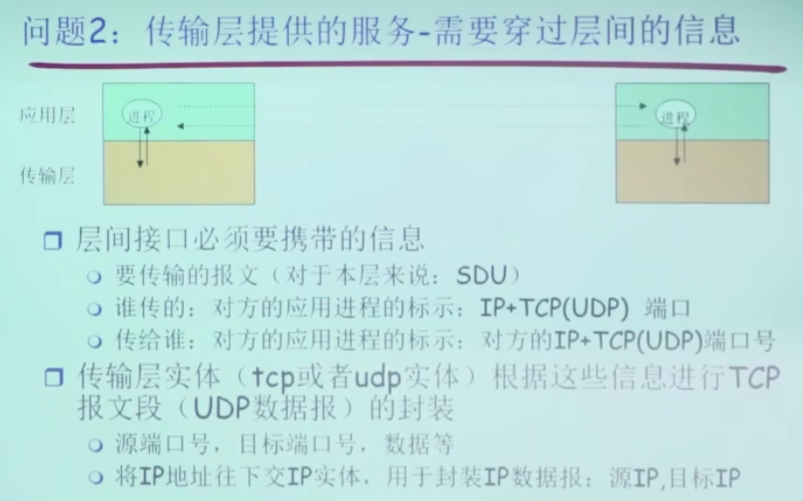 问题2：传输层提供的服务-需要穿过层间的信息
应用层
进程
进程
传输层
层间接口必须要携带的信息
要传输的报文（对于本层来说：SDU）
谁传的：对方的应用进程的标示：IP+TCP(UDP) 端口
传给谁：对方的应用进程的标示：对方的IP+TCP(UDP)端口号
传输层实体（tcp或者udp实体）根据这些信息进行TCP
报文段（UDP数据报）的封装
源端口号，目标端口号，数据等
将IP地址往下交IP实体，用于封装IP数据报：源IP,目标IP